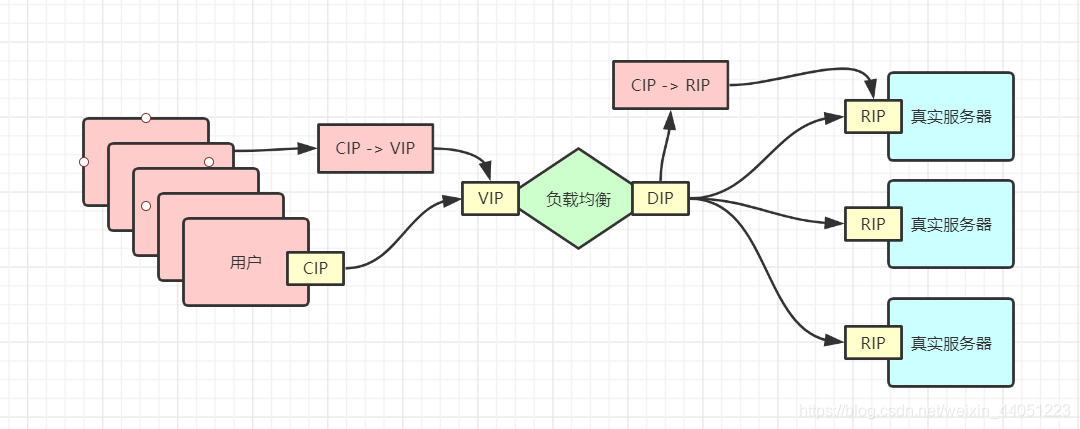 CIP -> VIP
用户
CIP
VIP
负载均衡
DIP
CIP -> RIP
RIP
真实服务器
RIP
真实服务器
RIP
真实服务器
https://blog.csdn.net/weixin_44051223